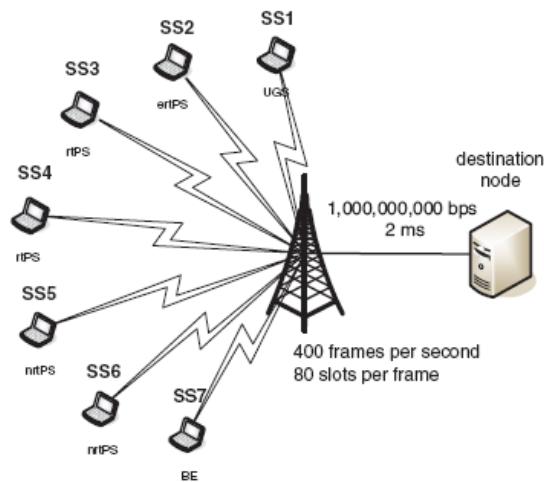 SS1
UGS
SS2
ertPS
SS3
rtPS
SS4
rtPS
SS5
nrtPS
SS6
nrtPS
SS7
BE
destination
node
1,000,000,000 bps
2 ms
400 frames per second
80 slots per frame